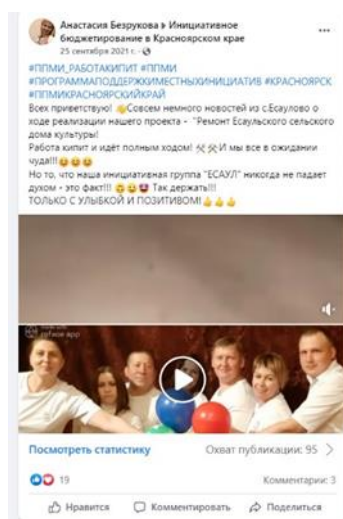 Анастасия Безрукова ▸ Инициативное
бюджетирование в Красноярском крае
25 сентября 2021 г. ·
#ППМИ_РАБОТАКИПИТ #ППМИ
#ПРОГРАММАПОДДЕРЖКИМЕСТНЫХИНИЦИАТИВ #КРАСНОЯРСК
#ППМИКРАСНОЯРСКИЙКРАЙ
Всех приветствую! 👋Совсем немного новостей из с.Есаулово о
ходе реализации нашего проекта - "Ремонт Есаульского сельского
дома культуры!
Работа кипит и идёт полным ходом! ⚒⚒И мы все в ожидании
чуда!!!
Но то, что наша инициативная группа "ЕСАУЛ" никогда не падает
духом - это факт!!! Так держать!!!
ТОЛЬКО С УЛЫБКОЙ И ПОЗИТИВОМ!👍👍👍
Посмотреть статистику
Охват публикации: 95
19
Комментарии: 3
Нравится
Комментировать
Поделиться